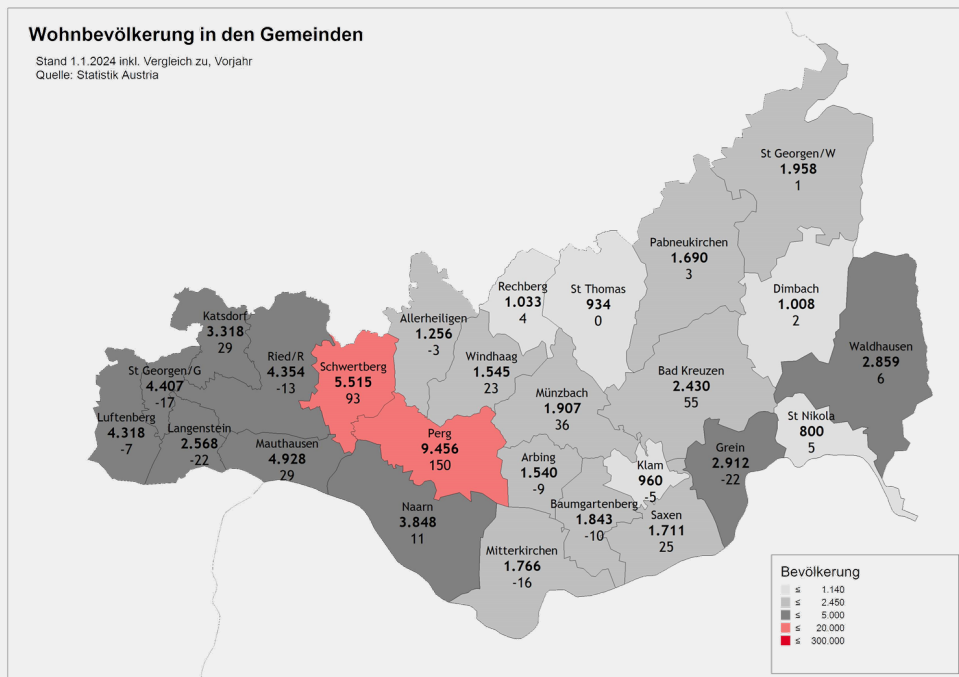 Wohnbevölkerung in den Gemeinden
Stand 1.1.2024 inkl. Vergleich zu, Vorjahr
Quelle: Statistik Austria
St Georgen/W
1.958
1
Pabneukirchen
1.690
3
Rechberg
1.033
4
St Thomas
934
0
Dimbach
1.008
2
Katsdorf
3.318
29
Allerheiligen
1.256
-3
Waldhausen
2.859
6
Ried/R
4.354
-13
Windhaag
1.545
23
Schwertberg
5.515
93
St Georgen/G
4.407
-17
Bad Kreuzen
2.430
55
Münzbach
1.907
36
Luftenberg
4.318
-7
Langenstein
2.568
-22
Mauthausen
4.928
29
Perg
9.456
150
St Nikola
800
5
Grein
2.912
-22
Arbing
1.540
-9
Klam
960
-5
Naarn
3.848
11
Baumgartenberg
1.843
-10
Saxen
1.711
25
Mitterkirchen
1.766
-16
Bevölkerung
≤ 1.140
≤ 2.450
≤ 5.000
≤ 20.000
≤ 300.000